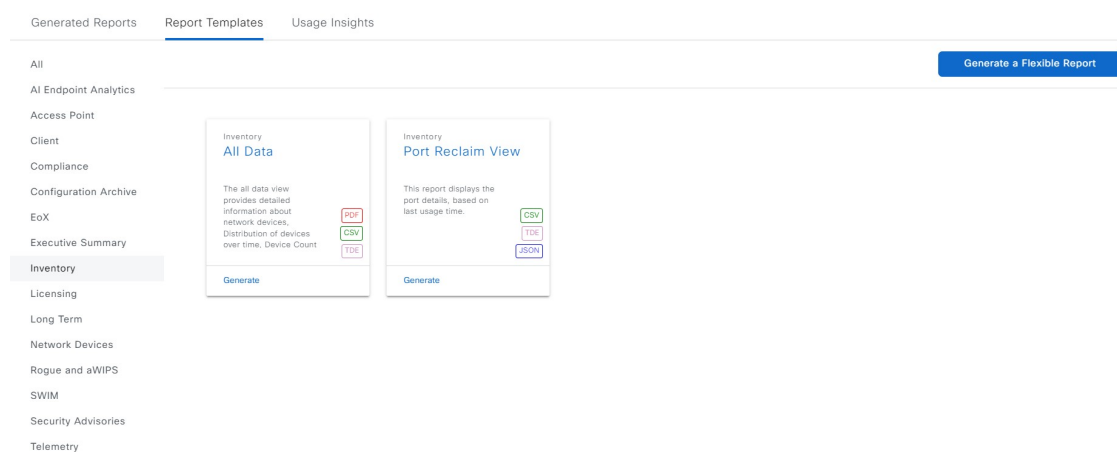 Generated Reports
Report Templates
Usage Insights
All
AI Endpoint Analytics
Access Point
Client
Compliance
Configuration Archive
EoX
Executive Summary
Inventory
Licensing
Long Term
Network Devices
Rogue and aWIPS
SWIM
Security Advisories
Telemetry
Generate a Flexible Report
Inventory
All Data
The all data view
provides detailed
information about
network devices,
Distribution of devices
over time, Device Count
PDF
CSV
TDE
Generate
Inventory
Port Reclaim View
This report displays the
port details, based on
last usage time.
CSV
TDE
JSON
Generate